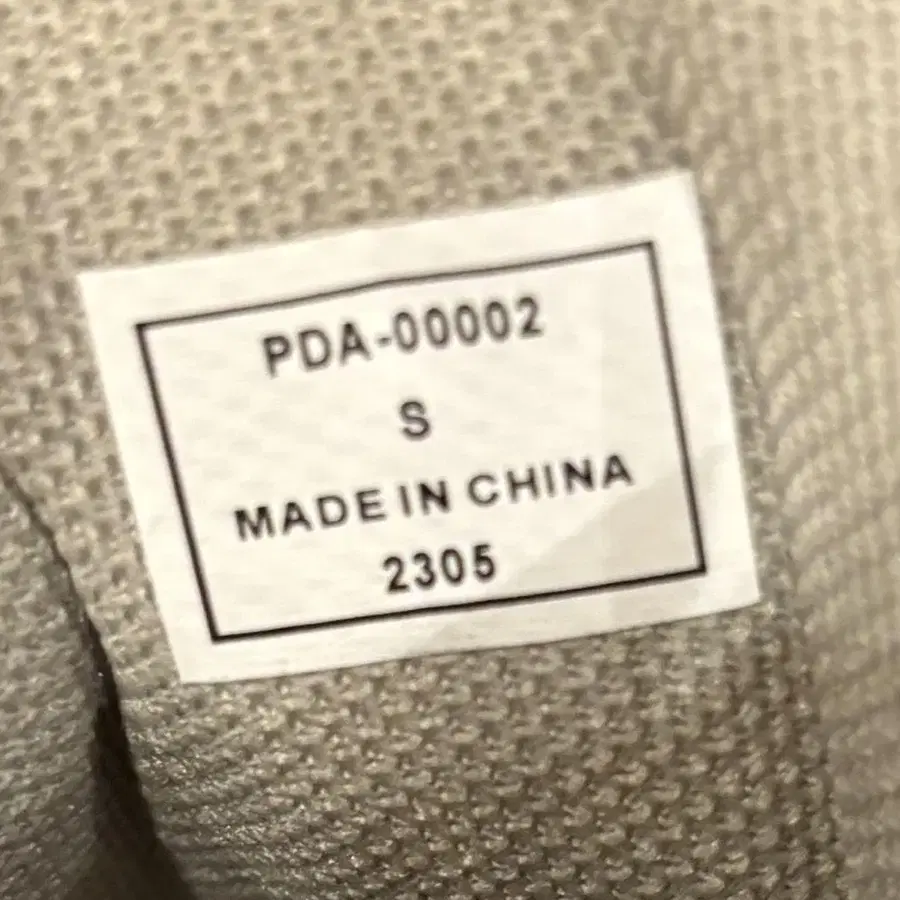 PDA-00002
S
MADE IN CHINA
2305